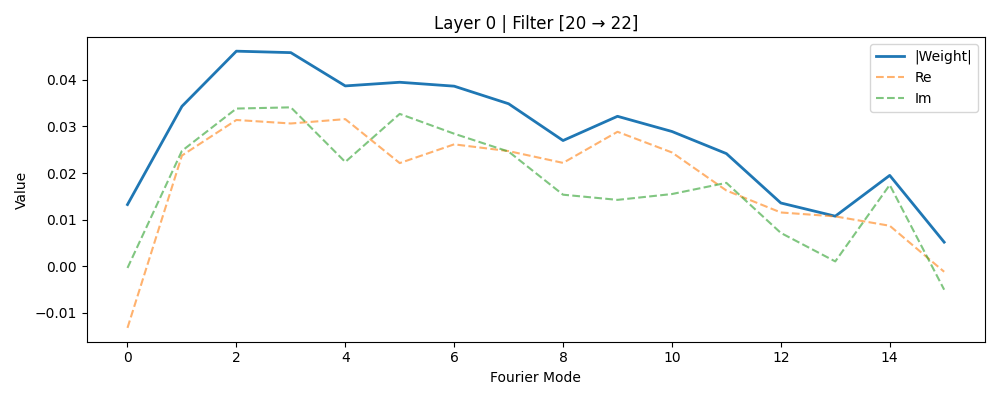 Layer 0 | Filter [20 → 22]
|Weight|
Re
Im
Value
0.04
0.03
0.02
0.01
0.00
−0.01
0 2 4 6 8 10 12 14
Fourier Mode